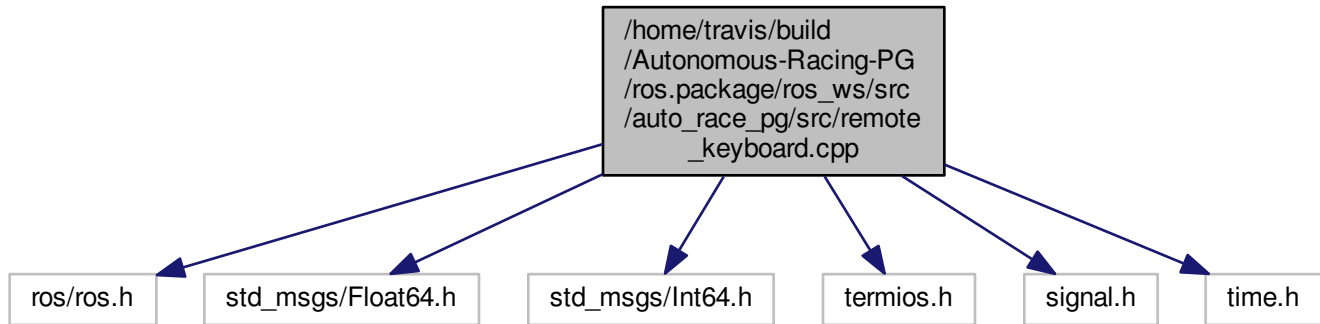 /home/travis/build
/Autonomous-Racing-PG
/ros.package/ros_ws/src
/auto_race_pg/src/remote
_keyboard.cpp
ros/ros.h
std_msgs/Float64.h
std_msgs/Int64.h
termios.h
signal.h
time.h